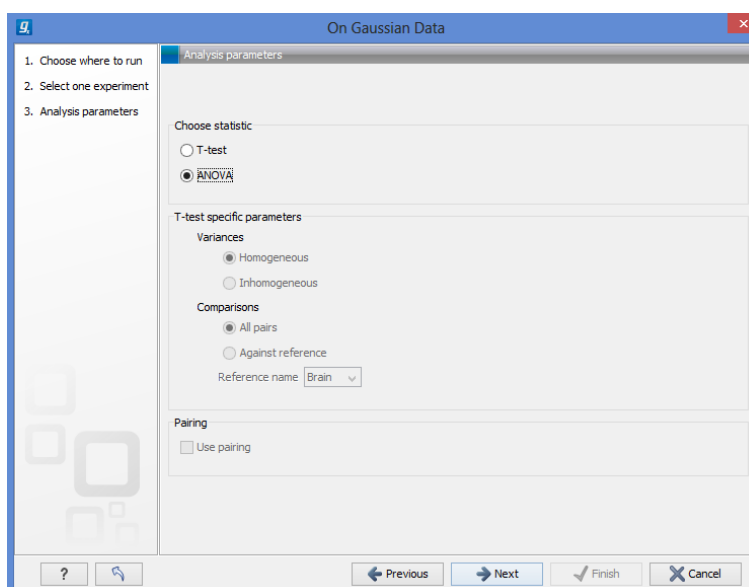 On Gaussian Data
1. Choose where to run
2. Select one experiment
3. Analysis parameters
Analysis parameters
Choose statistic
T-test
ANOVA
T-test specific parameters
Variances
Homogeneous
Inhomogeneous
Comparisons
All pairs
Against reference
Reference name Brain
Pairing
Use pairing
? Previous Next Finish Cancel